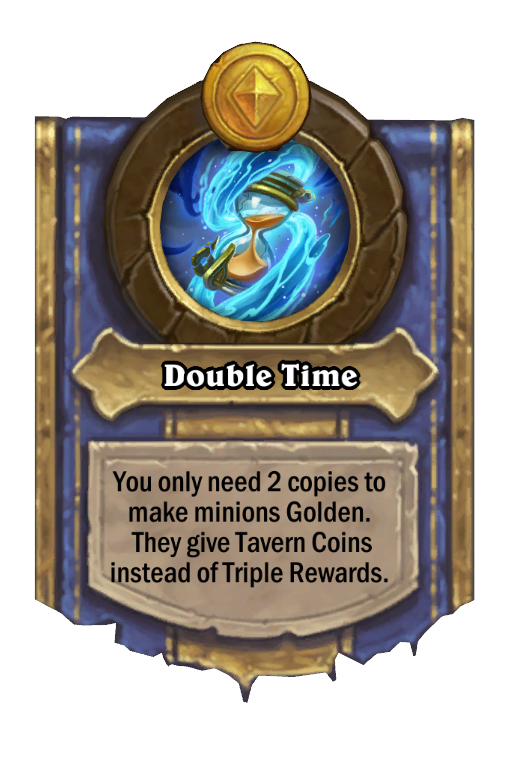 Double Time
You only need 2 copies to
make minions Golden.
They give Tavern Coins
instead of Triple Rewards.